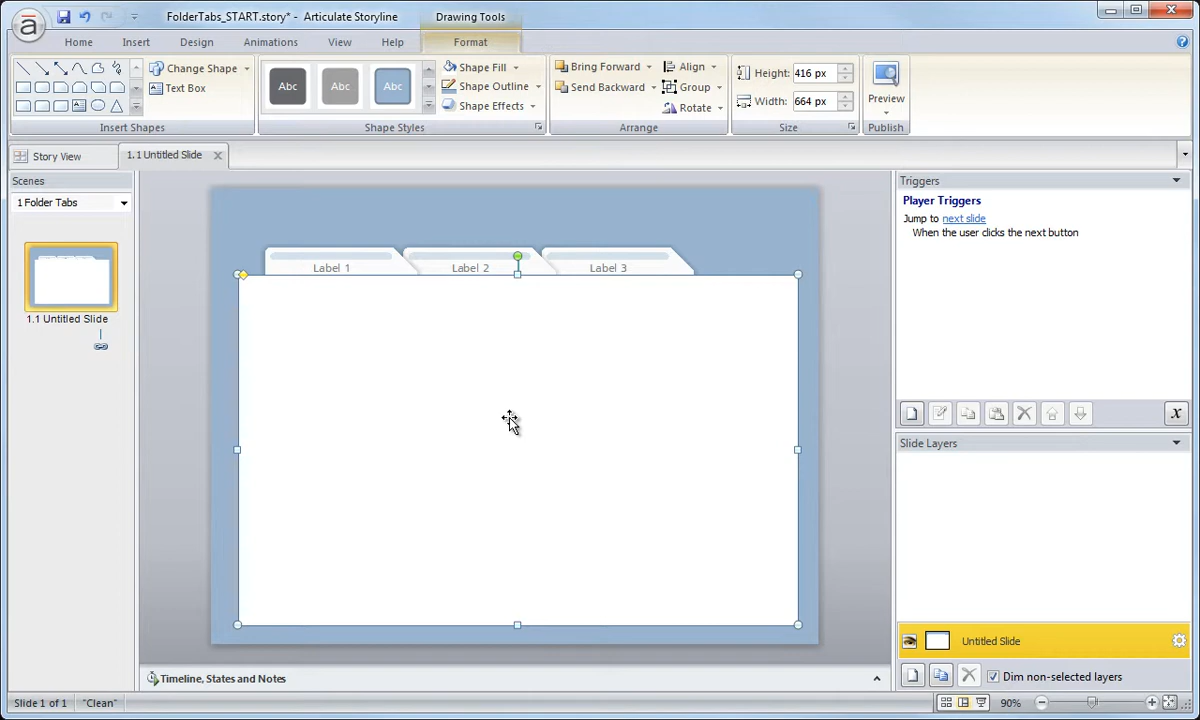 FolderTabs_START.story* - Articulate Storyline
Drawing Tools
Home
Insert
Design
Animations
View
Help
Format
Change Shape
Text Box
Insert Shapes
Abc
Abc
Abc
Shape Fill
Shape Outline
Shape Effects
Shape Styles
Bring Forward
Send Backward
Align
Group
Rotate
Arrange
Height: 416 px
Width: 664 px
Size
Preview
Publish
Story View
1.1 Untitled Slide
Scenes
1 Folder Tabs
1.1 Untitled Slide
Label 1
Label 2
Label 3
Triggers
Player Triggers
Jump to next slide
When the user clicks the next button
x
Slide Layers
Untitled Slide
Dim non-selected layers
Timeline, States and Notes
Slide 1 of 1
"Clean"
90%